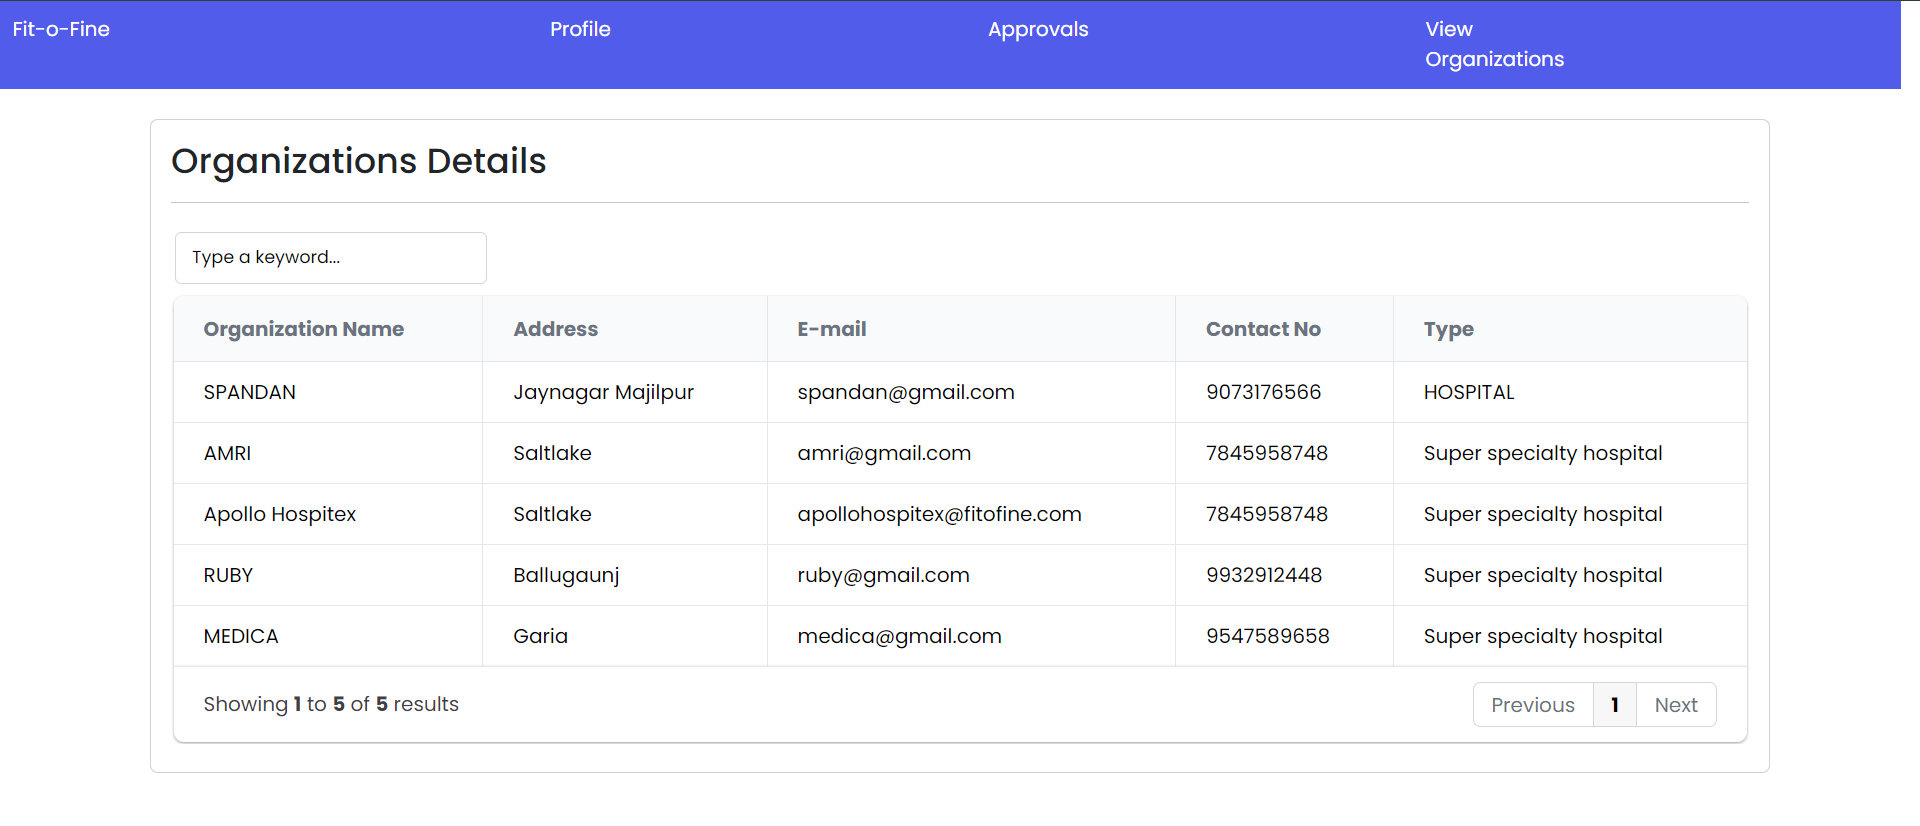 Fit-o-Fine Profile Approvals View
Organizations
Organizations Details
Type a keyword...
Organization Name Address E-mail Contact No Type
SPANDAN Jaynagar Majilpur spandan@gmail.com 9073176566 HOSPITAL
AMRI Saltlake amri@gmail.com 7845958748 Super specialty hospital
Apollo Hospitex Saltlake apollohospitex@fitofine.com 7845958748 Super specialty hospital
RUBY Ballugaunj ruby@gmail.com 9932912448 Super specialty hospital
MEDICA Garia medica@gmail.com 9547589658 Super specialty hospital
Showing 1 to 5 of 5 results Previous 1 Next